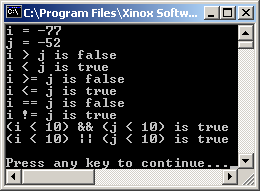 C:\Program Files\Xinox Softw...
i = -77
j = -52
i > j is false
i < j is true
i >= j is false
i <= j is true
i == j is false
i != j is true
(i < 10) && (j < 10) is true
(i < 10) || (j < 10) is true
Press any key to continue...